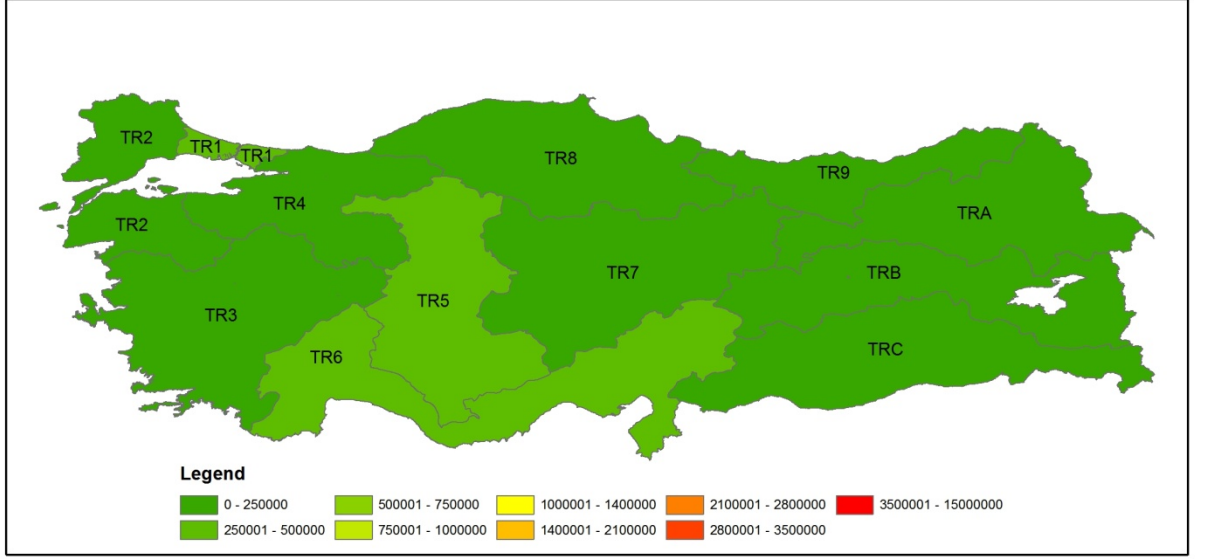 TR2
TR1
TR1
TR8
TR9
TR4
TRA
TR2
TR7
TRB
TR5
TR3
TR6
TRC
Legend
0 - 250000
500001 - 750000
1000001 - 1400000
2100001 - 2800000
3500001 - 15000000
250001 - 500000
750001 - 1000000
1400001 - 2100000
2800001 - 3500000